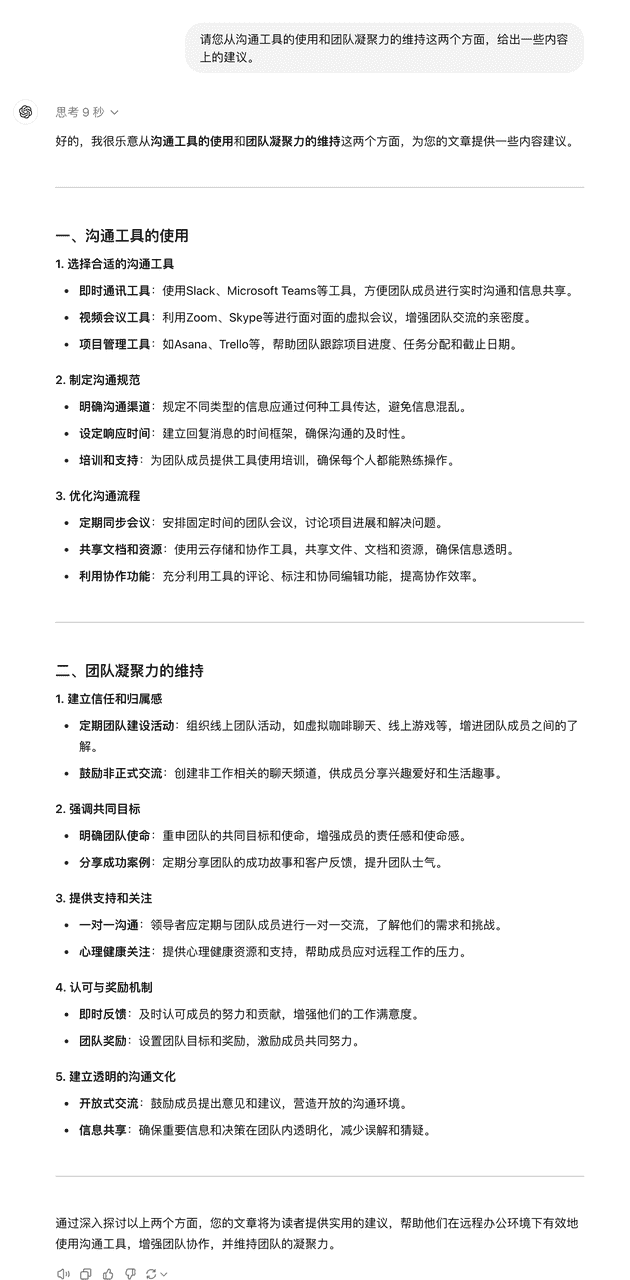 请您从沟通工具的使用和团队凝聚力的维持这两个方面，给出一些内容
上的建议。
思考 9 秒
好的，我很乐意从沟通工具的使用和团队凝聚力的维持这两个方面，为您的文章提供一些内容建议。
一、沟通工具的使用
1. 选择合适的沟通工具
• 即时通讯工具：使用Slack、Microsoft Teams等工具，方便团队成员进行实时沟通和信息共享。
• 视频会议工具：利用Zoom、Skype等进行面对面的虚拟会议，增强团队交流的亲密度。
• 项目管理工具：如Asana、Trello等，帮助团队跟踪项目进度、任务分配和截止日期。
2. 制定沟通规范
• 明确沟通渠道：规定不同类型的信息应通过何种工具传达，避免信息混乱。
• 设定响应时间：建立回复消息的时间框架，确保沟通的及时性。
• 培训和支持：为团队成员提供工具使用培训，确保每个人都能熟练操作。
3. 优化沟通流程
• 定期同步会议：安排固定时间的团队会议，讨论项目进展和解决问题。
• 共享文档和资源：使用云存储和协作工具，共享文件、文档和资源，确保信息透明。
• 利用协作功能：充分利用工具的评论、标注和协同编辑功能，提高协作效率。
二、团队凝聚力的维持
1. 建立信任和归属感
• 定期团队建设活动：组织线上团队活动，如虚拟咖啡聊天、线上游戏等，增进团队成员之间的了
解。
• 鼓励非正式交流：创建非工作相关的聊天频道，供成员分享兴趣爱好和生活趣事。
2. 强调共同目标
• 明确团队使命：重申团队的共同目标和使命，增强成员的责任感和使命感。
• 分享成功案例：定期分享团队的成功故事和客户反馈，提升团队士气。
3. 提供支持和关注
• 一对一沟通：领导者应定期与团队成员进行一对一交流，了解他们的需求和挑战。
• 心理健康关注：提供心理健康资源和支持，帮助成员应对远程工作的压力。
4. 认可与奖励机制
• 即时反馈：及时认可成员的努力和贡献，增强他们的工作满意度。
• 团队奖励：设置团队目标和奖励，激励成员共同努力。
5. 建立透明的沟通文化
• 开放式交流：鼓励成员提出意见和建议，营造开放的沟通环境。
• 信息共享：确保重要信息和决策在团队内透明化，减少误解和猜疑。
通过深入探讨以上两个方面，您的文章将为读者提供实用的建议，帮助他们在远程办公环境下有效地
使用沟通工具，增强团队协作，并维持团队的凝聚力。